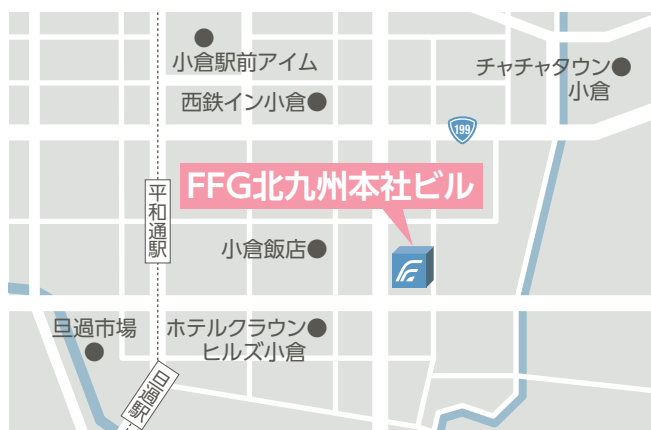 小倉駅前アイム
チャチャタウン
小倉
西鉄イン小倉
199
FFG北九州本社ビル
平和通駅
小倉飯店
旦過市場
ホテルクラウン
ヒルズ小倉
旦過駅